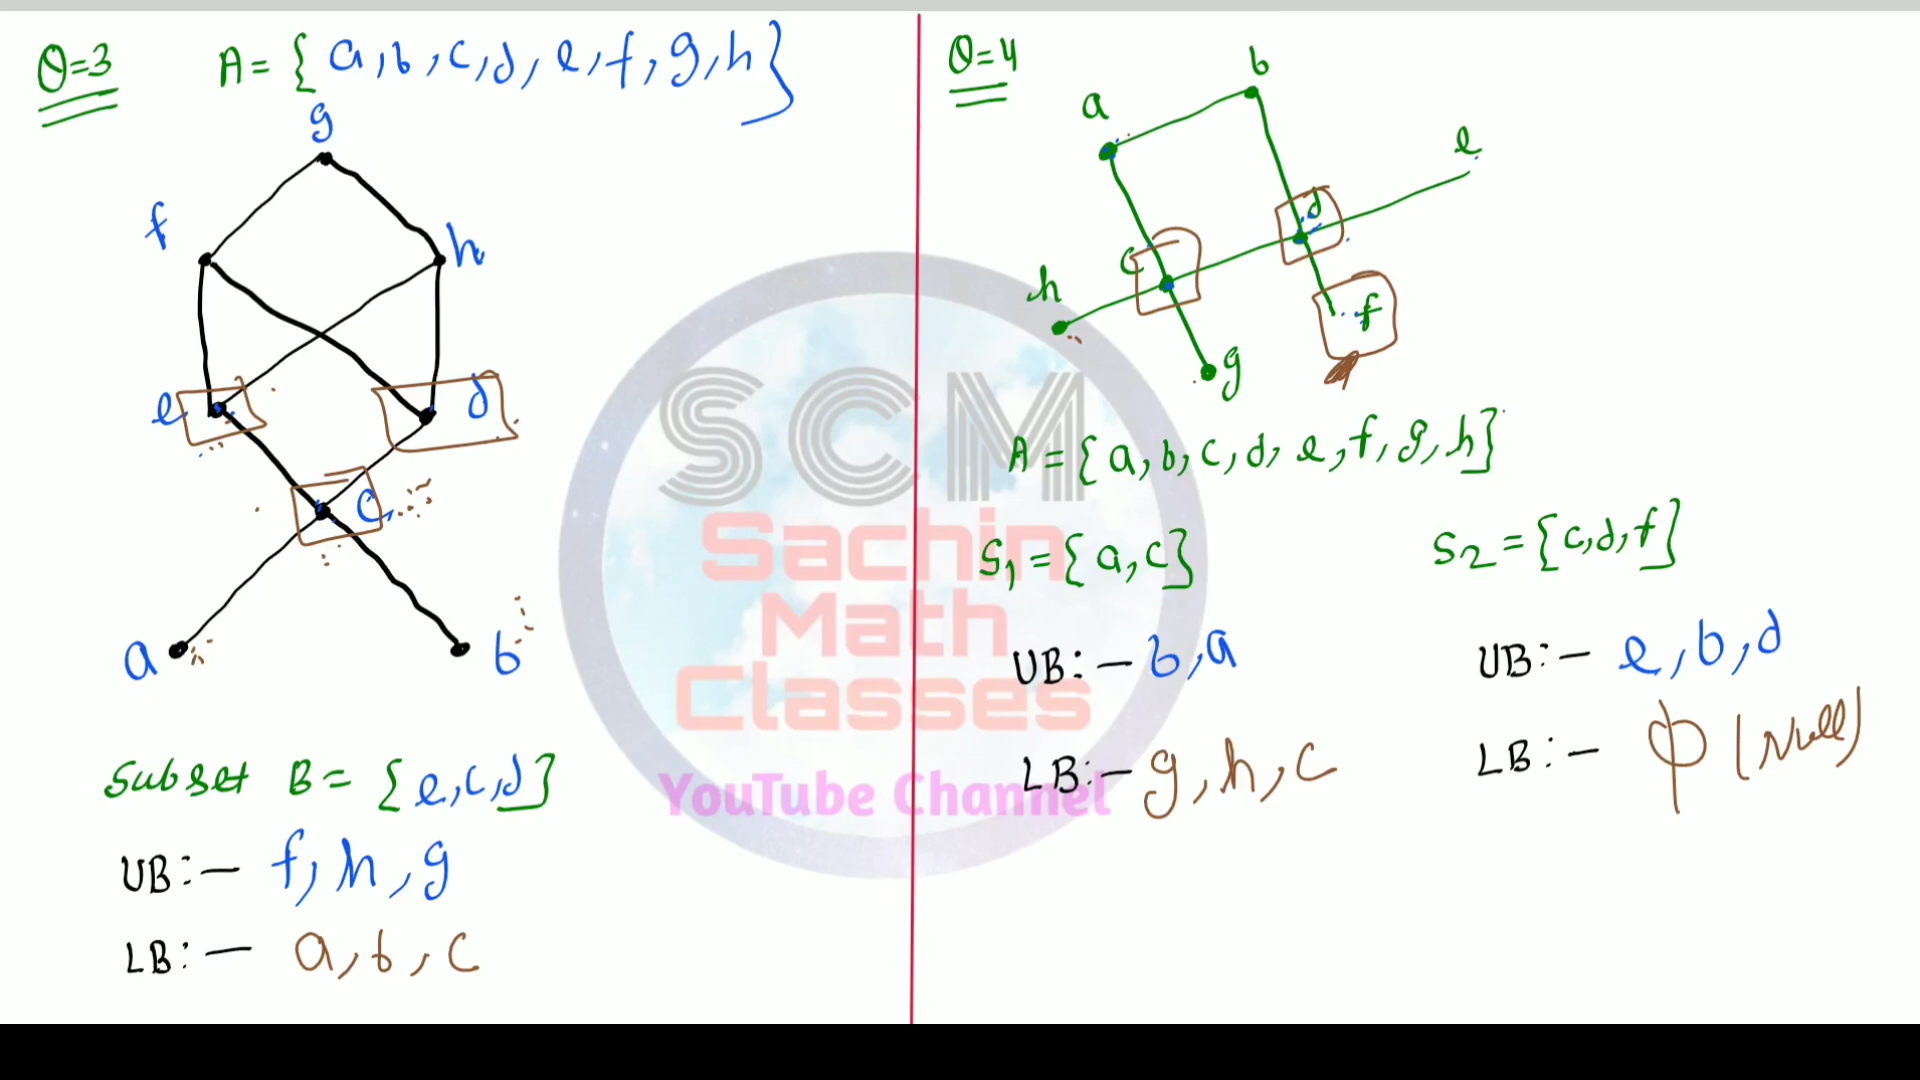 Q=3 A = {a, b, c, d, e, f, g, h}
g
f
h
e
d
c
a
b
Subset B = {e, c, d}
UB:- f, h, g
LB:- a, b, c
Q=4
b
a
e
d
c
h
f
g
A = {a, b, c, d, e, f, g, h}
S1 = {a, c}
S2 = {c, d, f}
UB:- b, a
UB:- e, b, d
LB:- g, h, c
LB:- ϕ (Null)
SCM
Sachin
Math
Classes
YouTube Channel